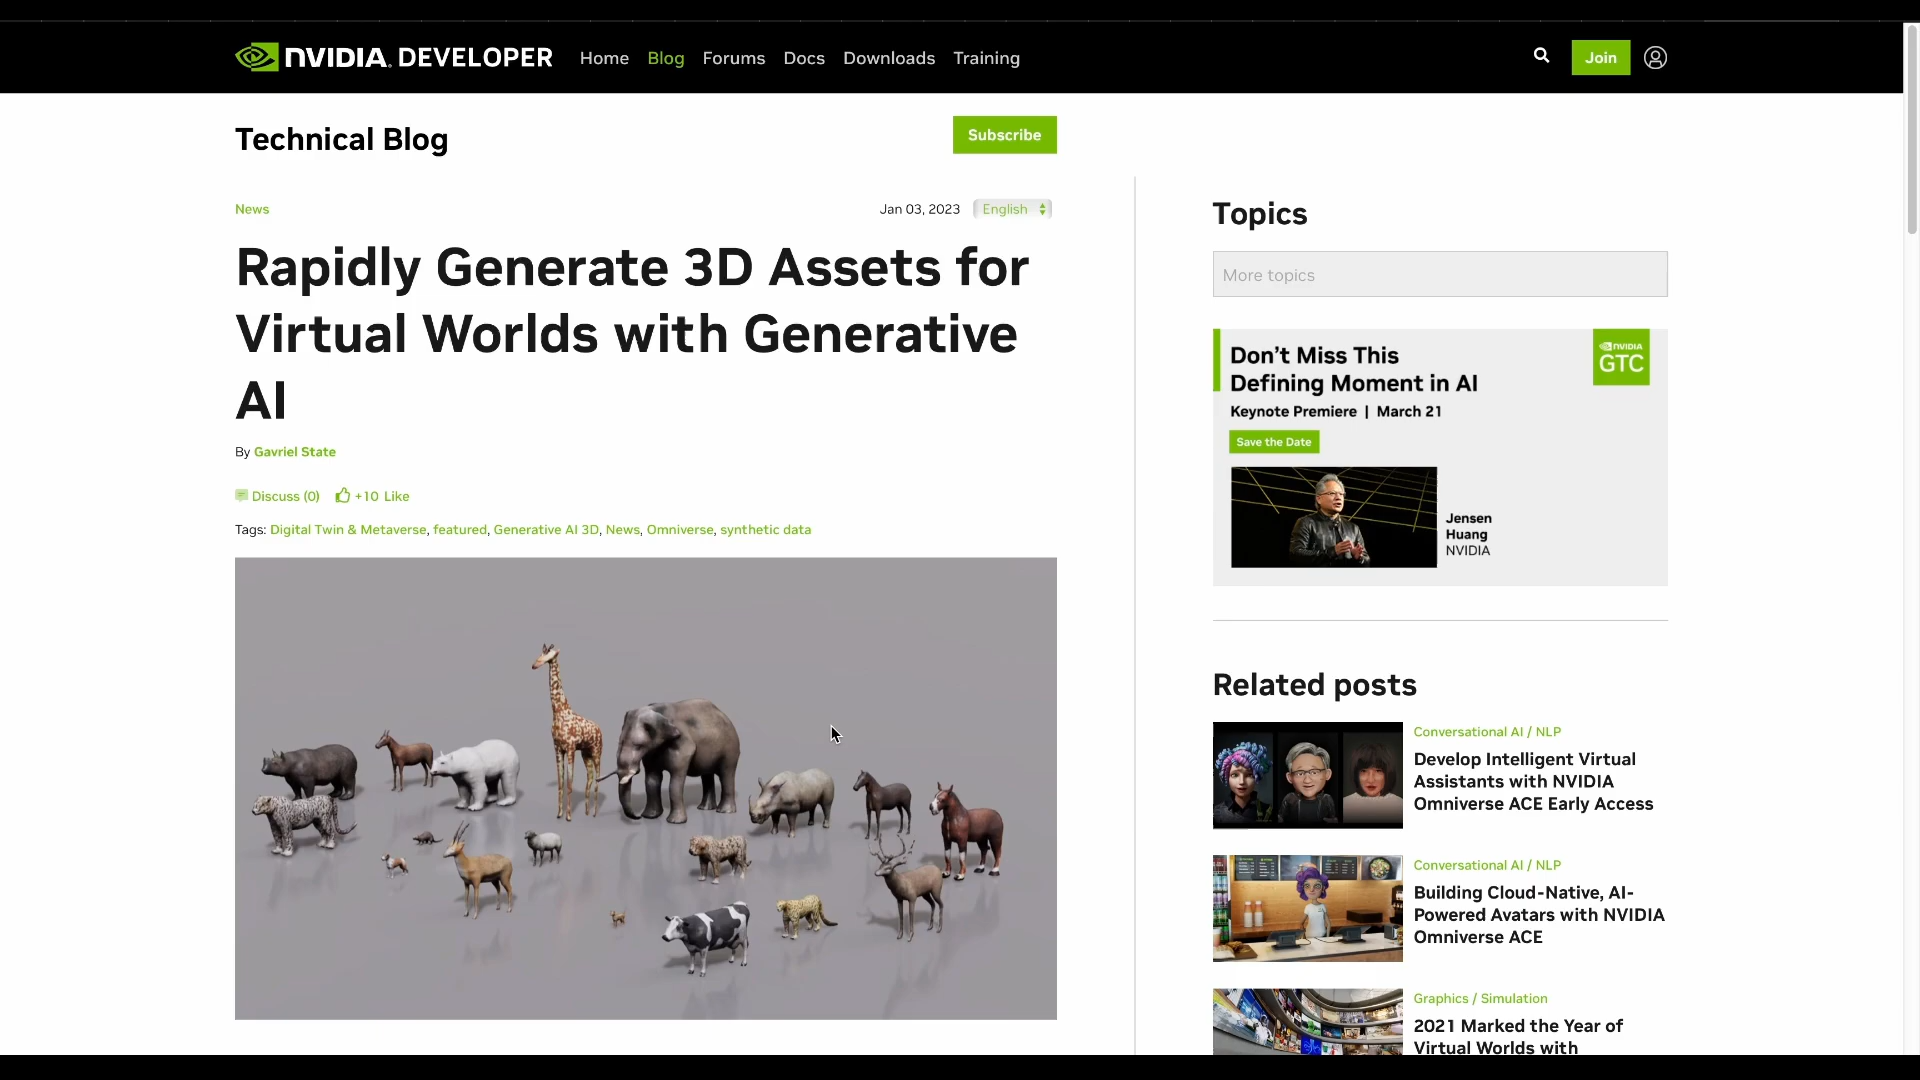 NVIDIA. DEVELOPER Home Blog Forums Docs Downloads Training Join
Technical Blog
Subscribe
News
Jan 03, 2023 English
Rapidly Generate 3D Assets for
Virtual Worlds with Generative
AI
By Gavriel State
Discuss (0) +10 Like
Tags: Digital Twin & Metaverse, featured, Generative AI 3D, News, Omniverse, synthetic data
Topics
More topics
Don’t Miss This
Defining Moment in AI
Keynote Premiere | March 21
Save the Date
NVIDIA
GTC
Jensen
Huang
NVIDIA
Related posts
Conversational AI / NLP
Develop Intelligent Virtual
Assistants with NVIDIA
Omniverse ACE Early Access
Conversational AI / NLP
Building Cloud-Native, AI-
Powered Avatars with NVIDIA
Omniverse ACE
Graphics / Simulation
2021 Marked the Year of
Virtual Worlds with